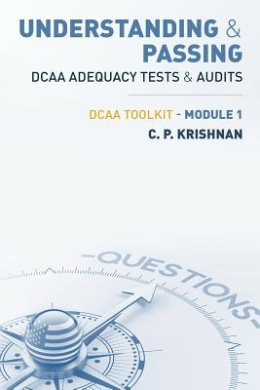 UNDERSTANDING &
PASSING
DCAA ADEQUACY TESTS & AUDITS
DCAA TOOLKIT - MODULE 1
C. P. KRISHNAN
-QUESTIONS-